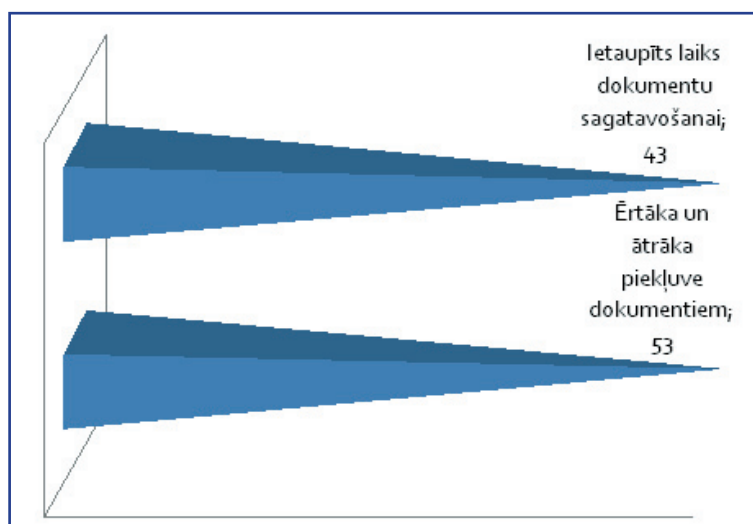 Ietaupīts laiks
dokumentu
sagatavošanai;
43
Ērtāka un
ātrāka
piekļuve
dokumentiem;
53